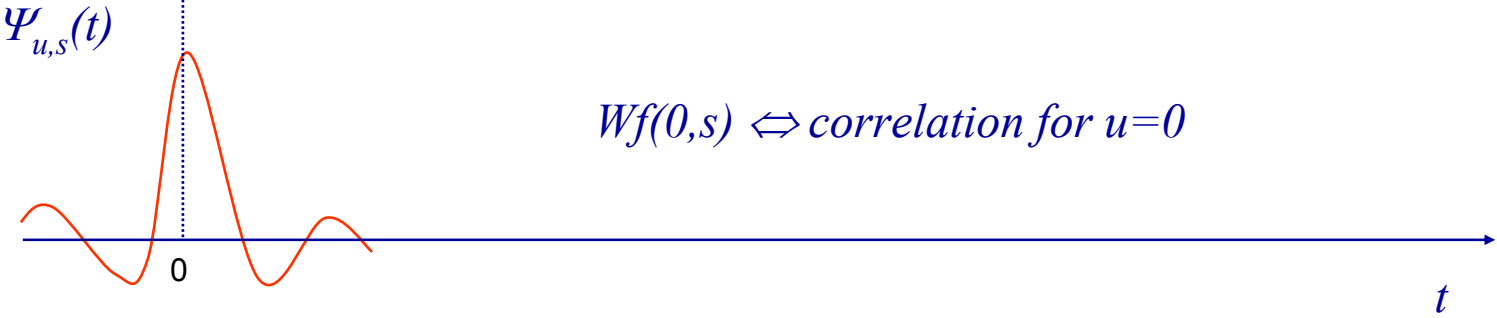 Ψu,s(t)
Wf(0,s) ⇔ correlation for u=0
0
t